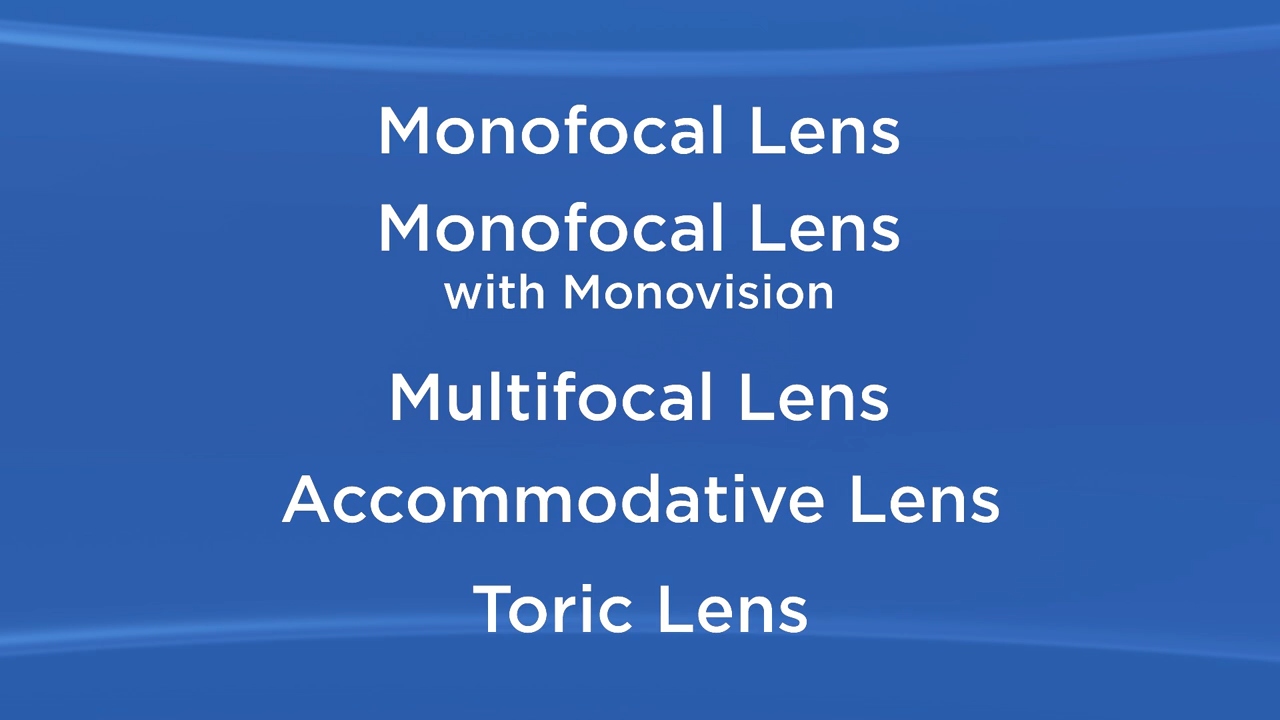 Monofocal Lens
Monofocal Lens
with Monovision
Multifocal Lens
Accommodative Lens
Toric Lens